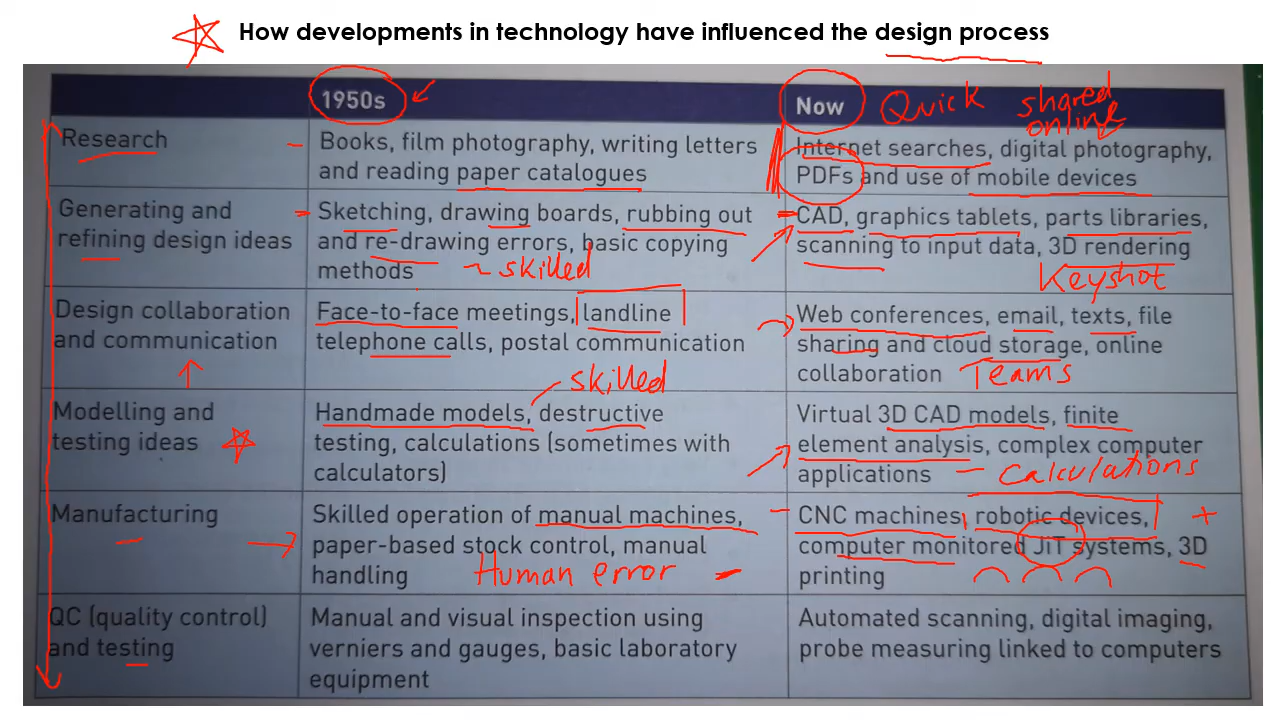 How developments in technology have influenced the design process
1950s
Now
Quick
shared
online
Research
Books, film photography, writing letters
and reading paper catalogues
Internet searches, digital photography,
PDFs and use of mobile devices
Generating and
refining design ideas
Sketching, drawing boards, rubbing out
and re-drawing errors, basic copying
methods
~ skilled
CAD, graphics tablets, parts libraries,
scanning to input data, 3D rendering
Keyshot
Design collaboration
and communication
Face-to-face meetings, landline
telephone calls, postal communication
Web conferences, email, texts, file
sharing and cloud storage, online
collaboration
Teams
skilled
Modelling and
testing ideas
Handmade models, destructive
testing, calculations (sometimes with
calculators)
Virtual 3D CAD models, finite
element analysis, complex computer
applications
– calculations
Manufacturing
Skilled operation of manual machines,
paper-based stock control, manual
handling
Human error –
CNC machines, robotic devices,
computer monitored JiT systems, 3D
printing
+
QC (quality control)
and testing
Manual and visual inspection using
verniers and gauges, basic laboratory
equipment
Automated scanning, digital imaging,
probe measuring linked to computers